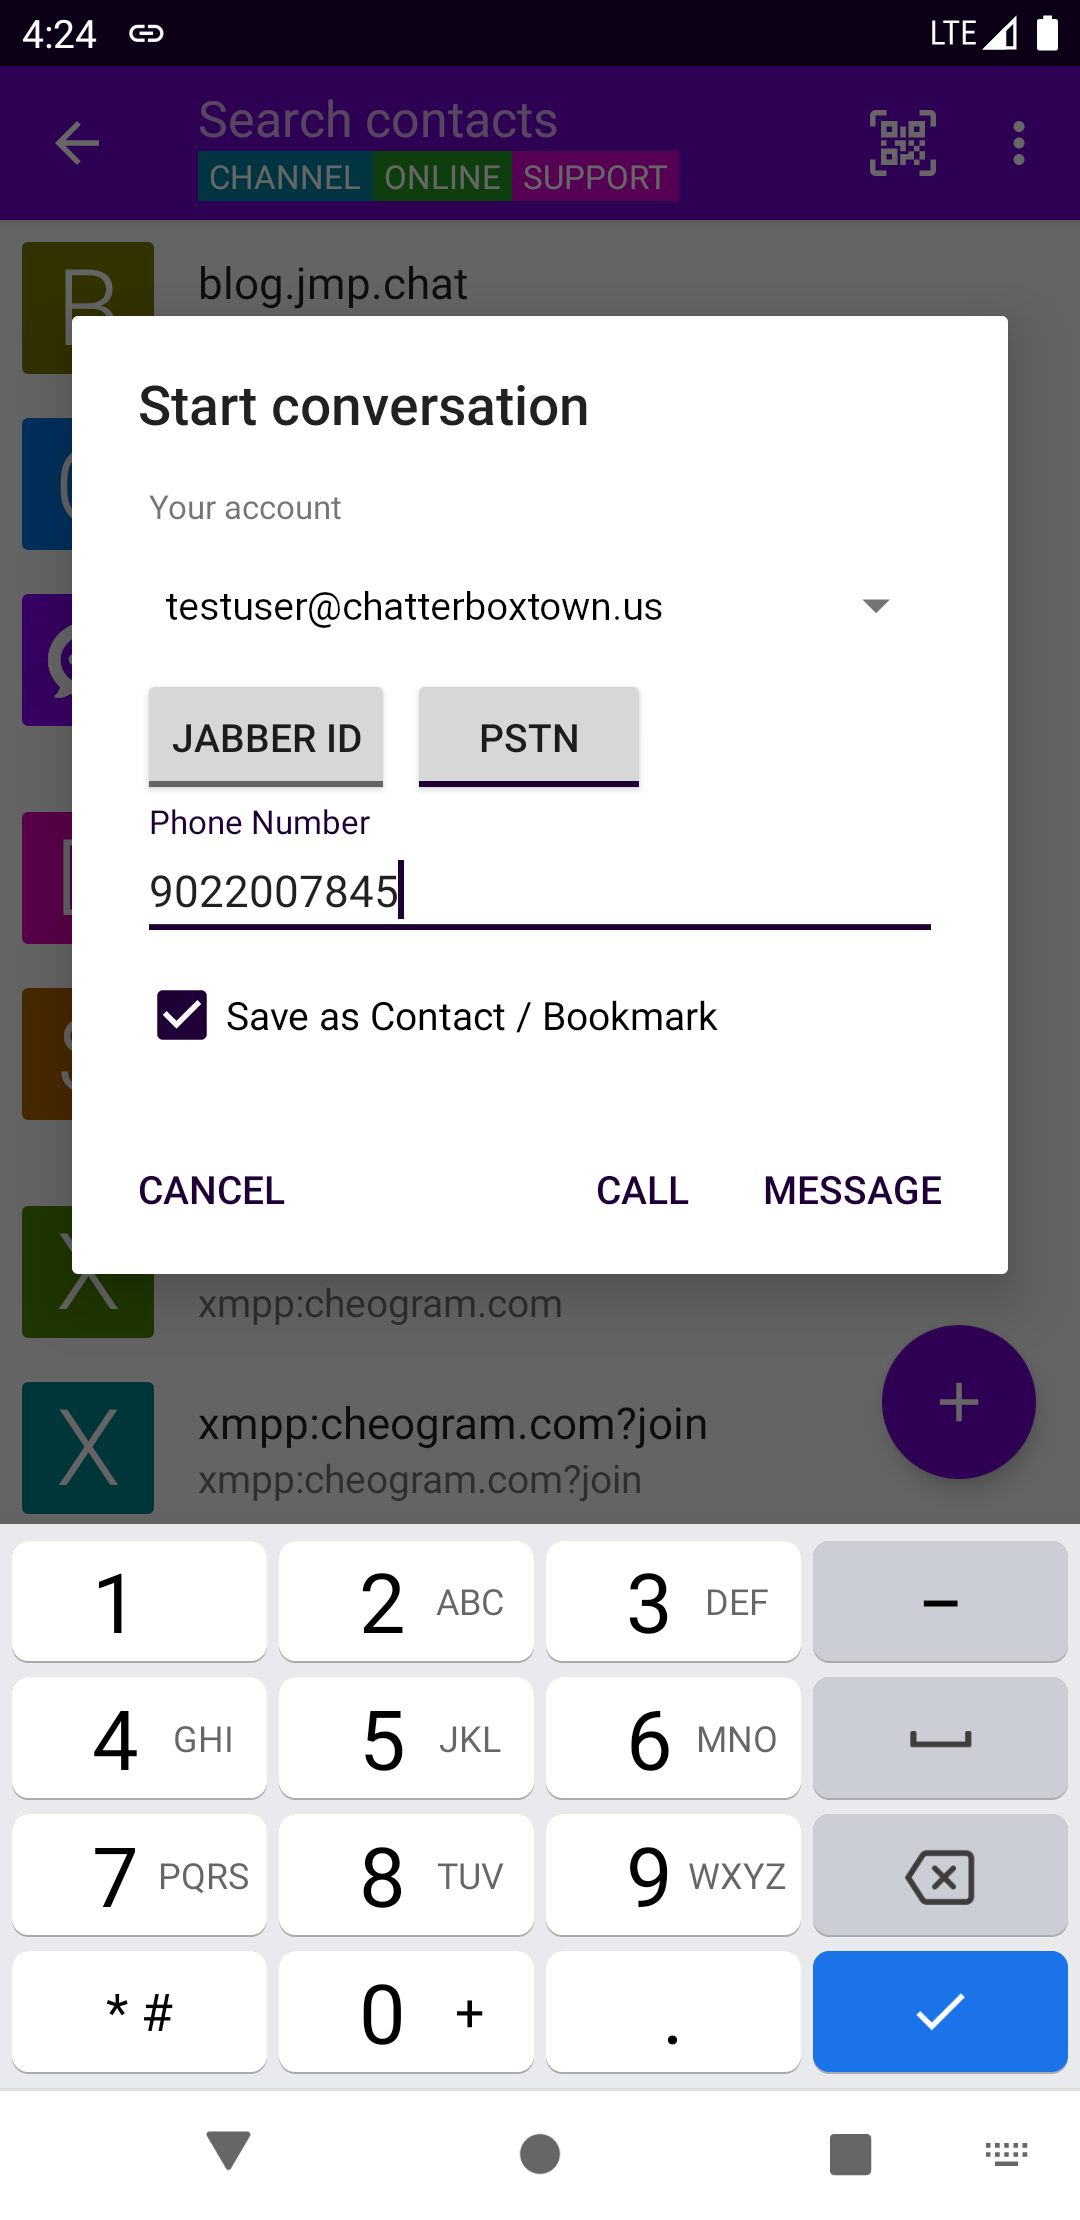 4:24 LTE
Search contacts
CHANNEL ONLINE SUPPORT
B
blog.jmp.chat
Start conversation
Your account
testuser@chatterboxtown.us
JABBER ID PSTN
Phone Number
9022007845
Save as Contact / Bookmark
CANCEL CALL MESSAGE
X
xmpp:cheogram.com
X
xmpp:cheogram.com?join
xmpp:cheogram.com?join
1 2 ABC 3 DEF –
4 GHI 5 JKL 6 MNO
7 PQRS 8 TUV 9 WXYZ
* # 0 + .